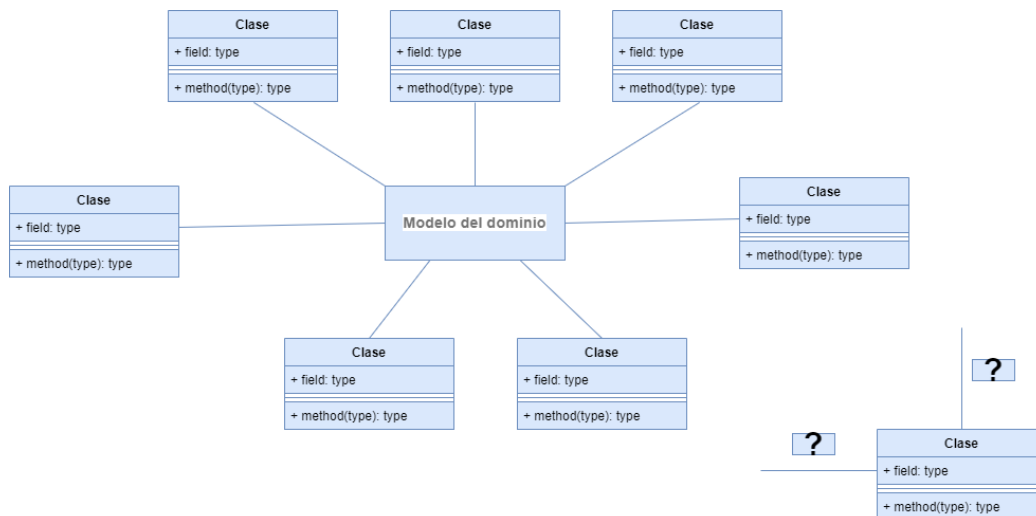 Clase
+ field: type
+ method(type): type
Clase
+ field: type
+ method(type): type
Clase
+ field: type
+ method(type): type
Clase
+ field: type
+ method(type): type
Modelo del dominio
Clase
+ field: type
+ method(type): type
Clase
+ field: type
+ method(type): type
Clase
+ field: type
+ method(type): type
?
?
Clase
+ field: type
+ method(type): type